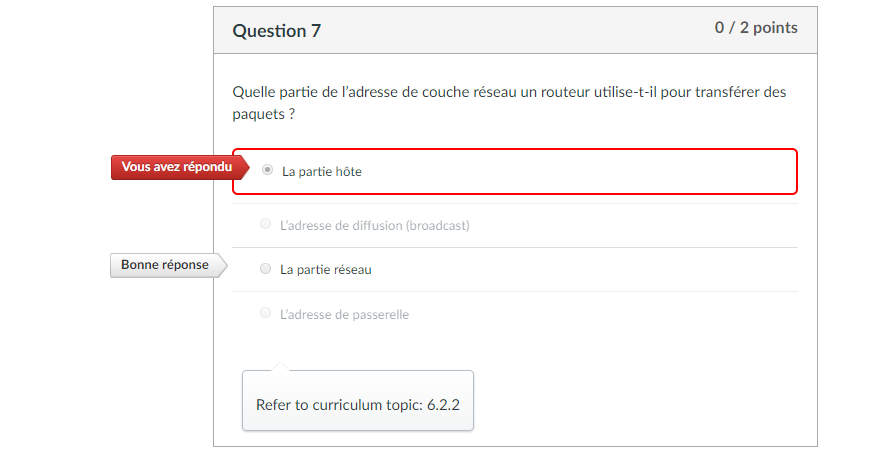 Question 7
0 / 2 points
Quelle partie de l’adresse de couche réseau un routeur utilise-t-il pour transférer des
paquets ?
Vous avez répondu
La partie hôte
L’adresse de diffusion (broadcast)
Bonne réponse
La partie réseau
L’adresse de passerelle
Refer to curriculum topic: 6.2.2